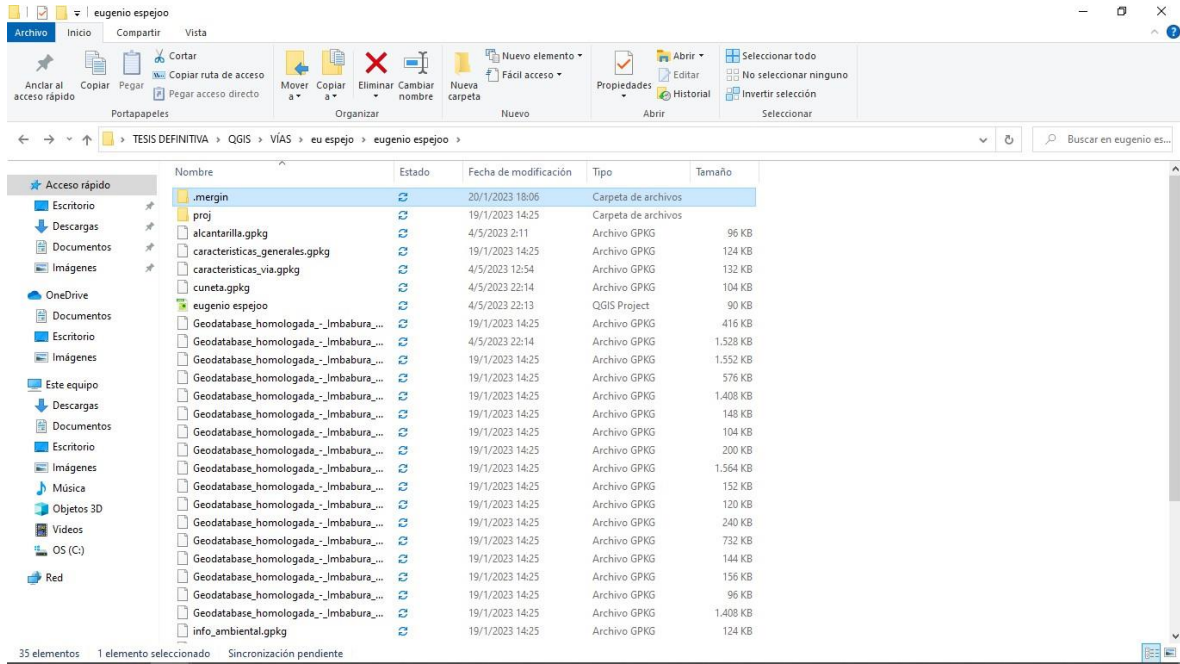 eugenio espejoo
Archivo Inicio Compartir Vista
Anclar al acceso rápido
Copiar
Pegar
Cortar
Copiar ruta de acceso
Pegar acceso directo
Portapapeles
Mover a
Copiar a
Eliminar
Cambiar nombre
Organizar
Nueva carpeta
Nuevo elemento
Fácil acceso
Nuevo
Propiedades
Abrir
Editar
Historial
Abrir
Seleccionar todo
No seleccionar ninguno
Invertir selección
Seleccionar
TESIS DEFINITIVA › QGIS › VÍAS › eu espejo › eugenio espejoo ›
Buscar en eugenio es...
Acceso rápido
Escritorio
Descargas
Documentos
Imágenes
OneDrive
Documentos
Escritorio
Imágenes
Este equipo
Descargas
Documentos
Escritorio
Imágenes
Música
Objetos 3D
Videos
OS (C:)
Red
Nombre Estado Fecha de modificación Tipo Tamaño
.mergin 20/1/2023 18:06 Carpeta de archivos
proj 19/1/2023 14:25 Carpeta de archivos
alcantarilla.gpkg 4/5/2023 2:11 Archivo GPKG 96 KB
caracteristicas_generales.gpkg 19/1/2023 14:25 Archivo GPKG 124 KB
caracteristicas_via.gpkg 4/5/2023 12:54 Archivo GPKG 132 KB
cuneta.gpkg 4/5/2023 22:14 Archivo GPKG 104 KB
eugenio espejoo 4/5/2023 22:13 QGIS Project 90 KB
Geodatabase_homologada_-_Imbabura_... 19/1/2023 14:25 Archivo GPKG 416 KB
Geodatabase_homologada_-_Imbabura_... 4/5/2023 22:14 Archivo GPKG 1.528 KB
Geodatabase_homologada_-_Imbabura_... 19/1/2023 14:25 Archivo GPKG 1.552 KB
Geodatabase_homologada_-_Imbabura_... 19/1/2023 14:25 Archivo GPKG 576 KB
Geodatabase_homologada_-_Imbabura_... 19/1/2023 14:25 Archivo GPKG 1.408 KB
Geodatabase_homologada_-_Imbabura_... 19/1/2023 14:25 Archivo GPKG 148 KB
Geodatabase_homologada_-_Imbabura_... 19/1/2023 14:25 Archivo GPKG 104 KB
Geodatabase_homologada_-_Imbabura_... 19/1/2023 14:25 Archivo GPKG 200 KB
Geodatabase_homologada_-_Imbabura_... 19/1/2023 14:25 Archivo GPKG 1.564 KB
Geodatabase_homologada_-_Imbabura_... 19/1/2023 14:25 Archivo GPKG 152 KB
Geodatabase_homologada_-_Imbabura_... 19/1/2023 14:25 Archivo GPKG 120 KB
Geodatabase_homologada_-_Imbabura_... 19/1/2023 14:25 Archivo GPKG 240 KB
Geodatabase_homologada_-_Imbabura_... 19/1/2023 14:25 Archivo GPKG 732 KB
Geodatabase_homologada_-_Imbabura_... 19/1/2023 14:25 Archivo GPKG 144 KB
Geodatabase_homologada_-_Imbabura_... 19/1/2023 14:25 Archivo GPKG 156 KB
Geodatabase_homologada_-_Imbabura_... 19/1/2023 14:25 Archivo GPKG 96 KB
Geodatabase_homologada_-_Imbabura_... 19/1/2023 14:25 Archivo GPKG 1.408 KB
info_ambiental.gpkg 19/1/2023 14:25 Archivo GPKG 124 KB
35 elementos 1 elemento seleccionado Sincronización pendiente